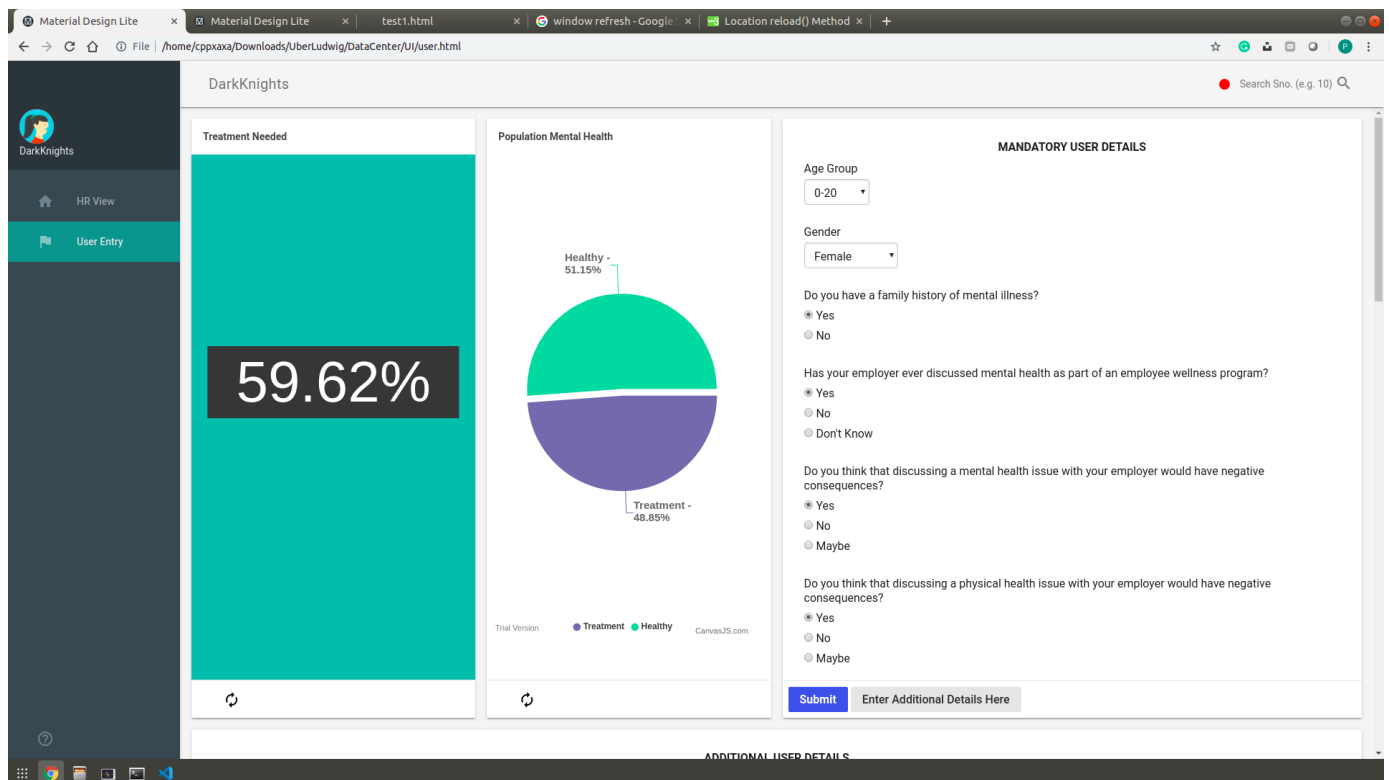 Material Design Lite
Material Design Lite
test1.html
window refresh - Google
Location reload() Method
File | /home/cppxaxa/Downloads/UberLudwig/DataCenter/UI/user.html
P
DarkKnights
Search Sno. (e.g. 10)
DarkKnights
HR View
User Entry
Treatment Needed
59.62%
Population Mental Health
Healthy -
51.15%
Treatment -
48.85%
Trial Version
Treatment Healthy
CanvasJS.com
MANDATORY USER DETAILS
Age Group
0-20
Gender
Female
Do you have a family history of mental illness?
Yes
No
Has your employer ever discussed mental health as part of an employee wellness program?
Yes
No
Don't Know
Do you think that discussing a mental health issue with your employer would have negative
consequences?
Yes
No
Maybe
Do you think that discussing a physical health issue with your employer would have negative
consequences?
Yes
No
Maybe
Submit
Enter Additional Details Here
ADDITIONAL USER DETAILS